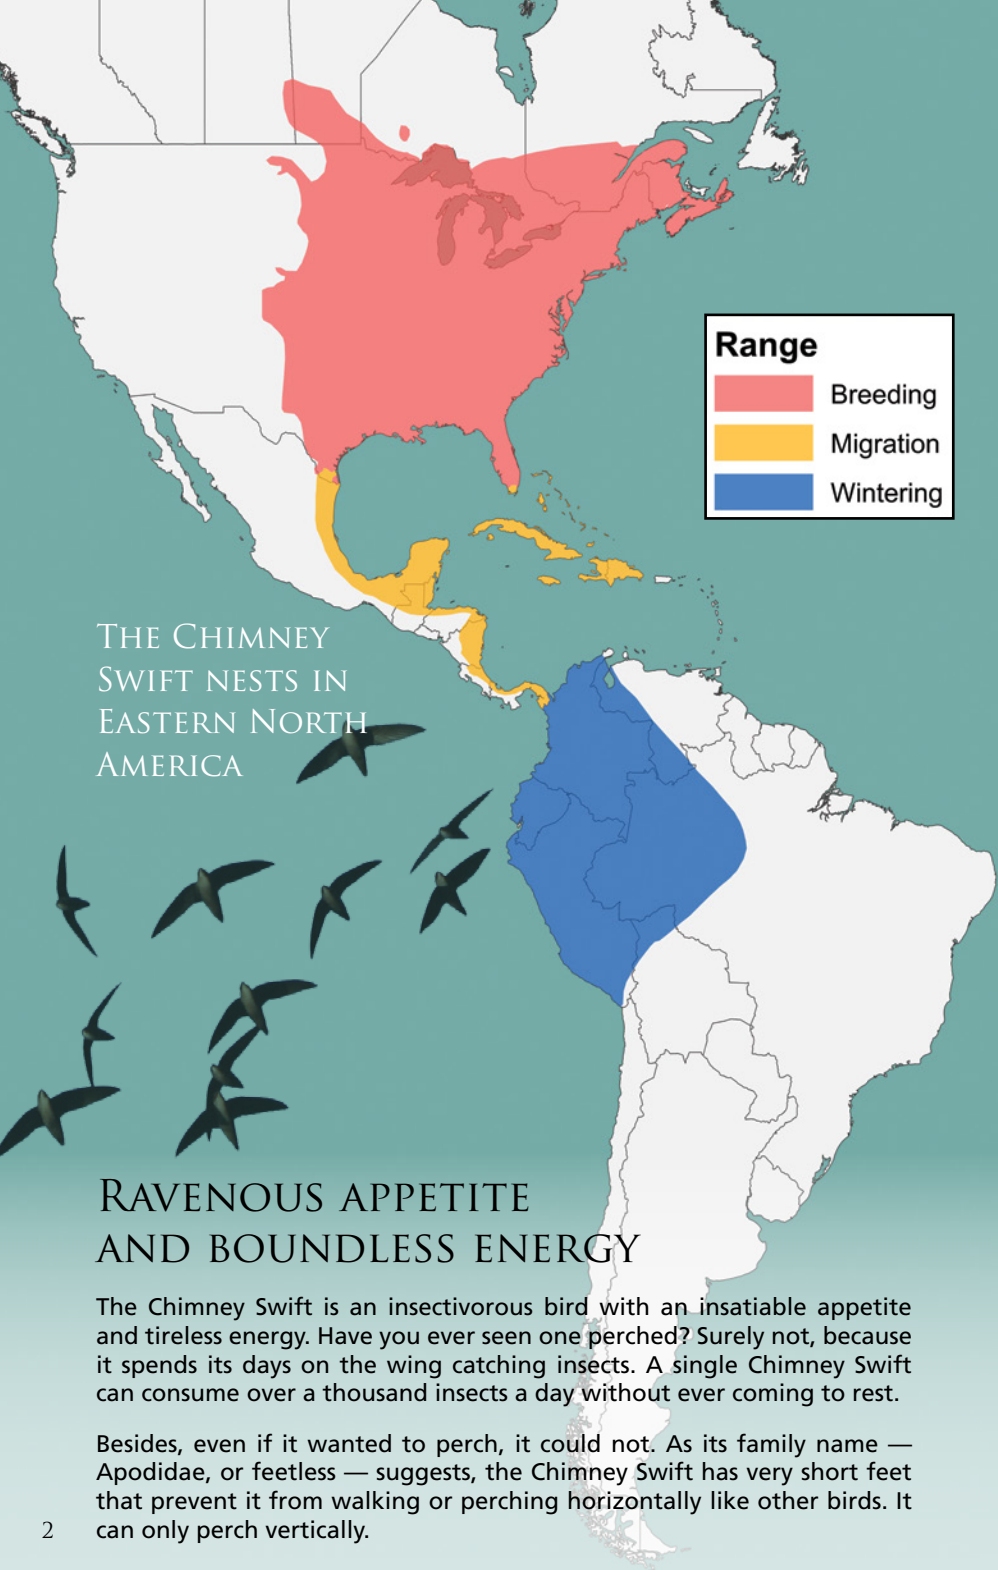 Range
Breeding
Migration
Wintering
The Chimney
Swift nests in
Eastern North
America
Ravenous appetite
and boundless energy
The Chimney Swift is an insectivorous bird with an insatiable appetite
and tireless energy. Have you ever seen one perched? Surely not, because
it spends its days on the wing catching insects. A single Chimney Swift
can consume over a thousand insects a day without ever coming to rest.
Besides, even if it wanted to perch, it could not. As its family name —
Apodidae, or feetless — suggests, the Chimney Swift has very short feet
that prevent it from walking or perching horizontally like other birds. It
can only perch vertically.
2